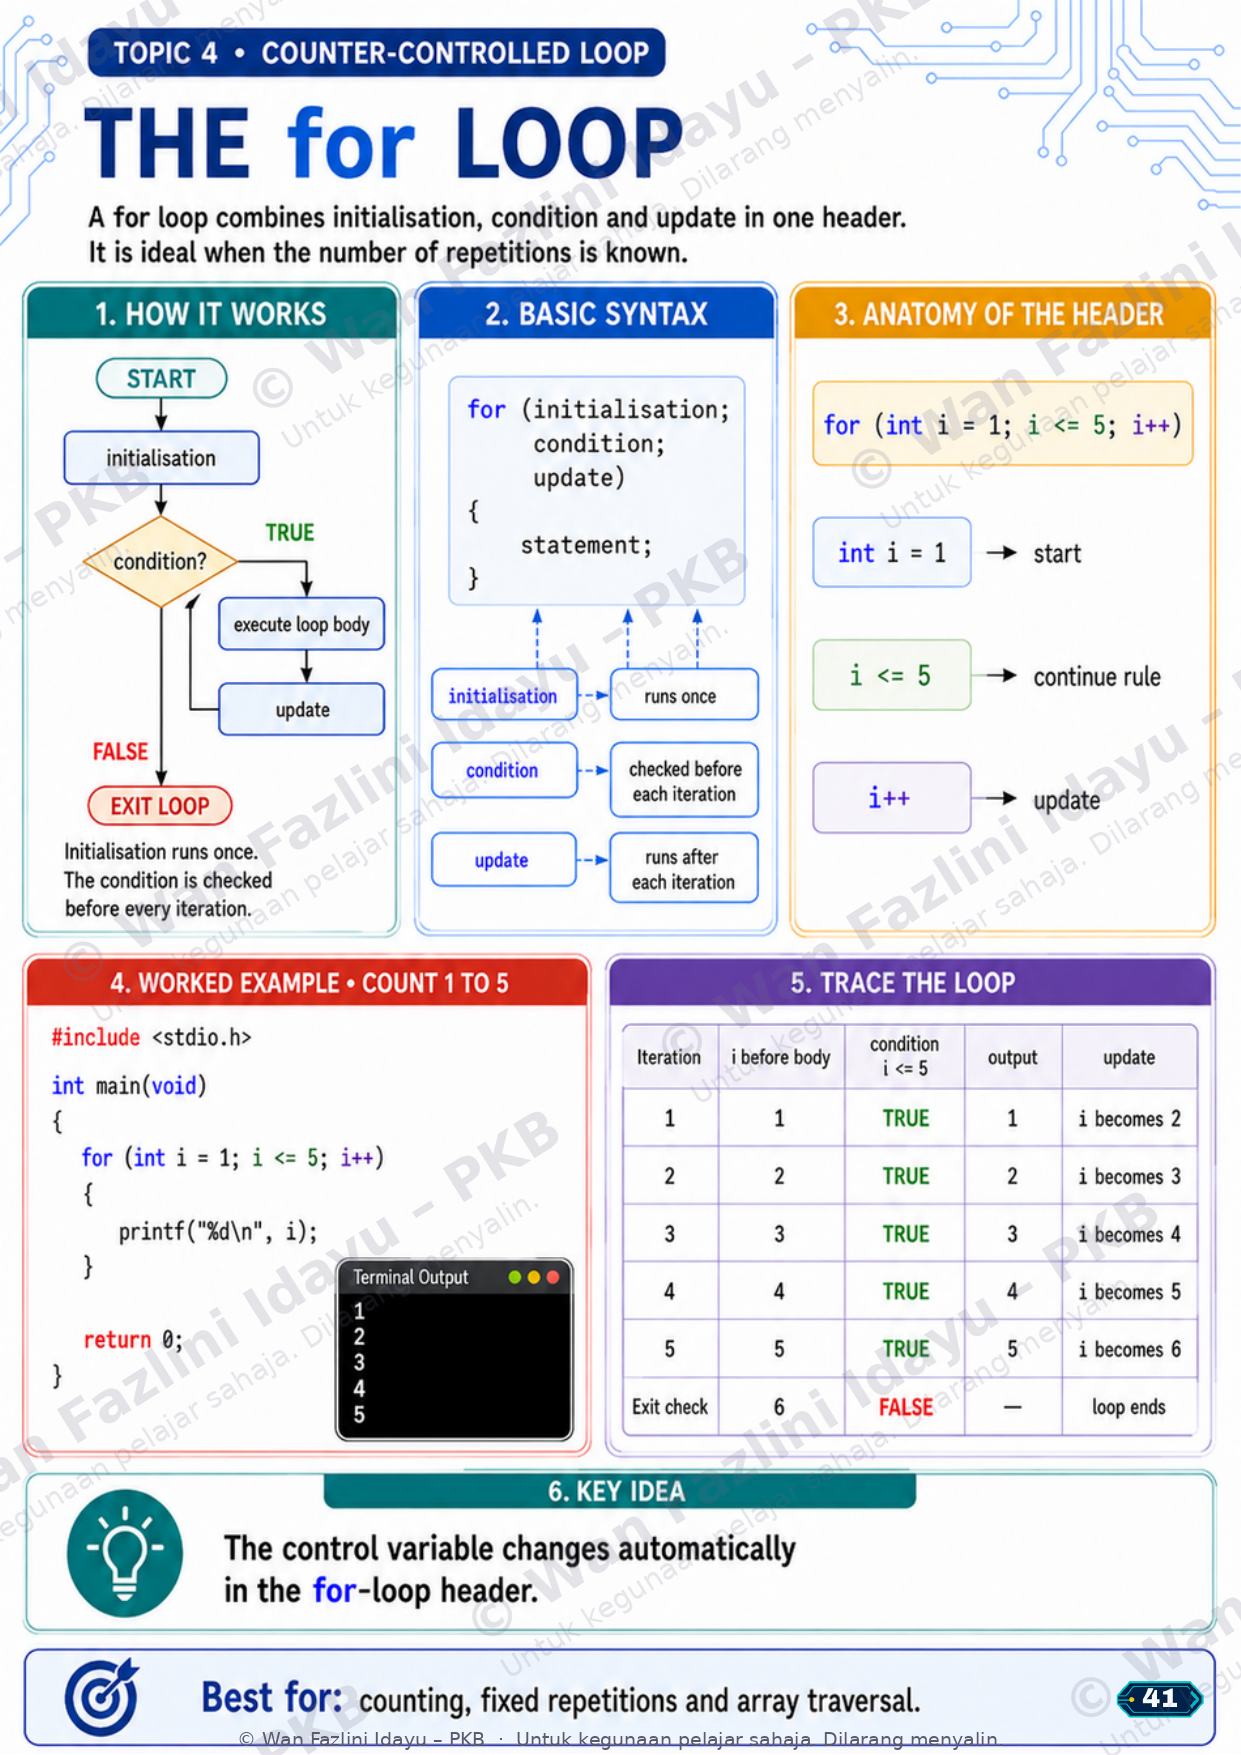 TOPIC 4 • COUNTER-CONTROLLED LOOP
THE for LOOP
A for loop combines initialisation, condition and update in one header.
It is ideal when the number of repetitions is known.
1. HOW IT WORKS
START
initialisation
condition?
TRUE
execute loop body
update
FALSE
EXIT LOOP
Initialisation runs once.
The condition is checked
before every iteration.
2. BASIC SYNTAX
for (initialisation;
condition;
update)
{
statement;
}
initialisation
runs once
condition
checked before
each iteration
update
runs after
each iteration
3. ANATOMY OF THE HEADER
for (int i = 1; i <= 5; i++)
int i = 1
start
i <= 5
continue rule
i++
update
4. WORKED EXAMPLE • COUNT 1 TO 5
#include <stdio.h>
int main(void)
{
for (int i = 1; i <= 5; i++)
{
printf("%d\n", i);
}
return 0;
}
Terminal Output
1
2
3
4
5
5. TRACE THE LOOP
Iteration i before body condition i <= 5 output update
1 1 TRUE 1 i becomes 2
2 2 TRUE 2 i becomes 3
3 3 TRUE 3 i becomes 4
4 4 TRUE 4 i becomes 5
5 5 TRUE 5 i becomes 6
Exit check 6 FALSE — loop ends
6. KEY IDEA
The control variable changes automatically
in the for-loop header.
Best for: counting, fixed repetitions and array traversal.
41
© Wan Fazlini Idayu – PKB · Untuk kegunaan pelajar sahaja. Dilarang menyalin.
© Wan Fazlini Idayu – PKB
Untuk kegunaan pelajar sahaja. Dilarang menyalin.